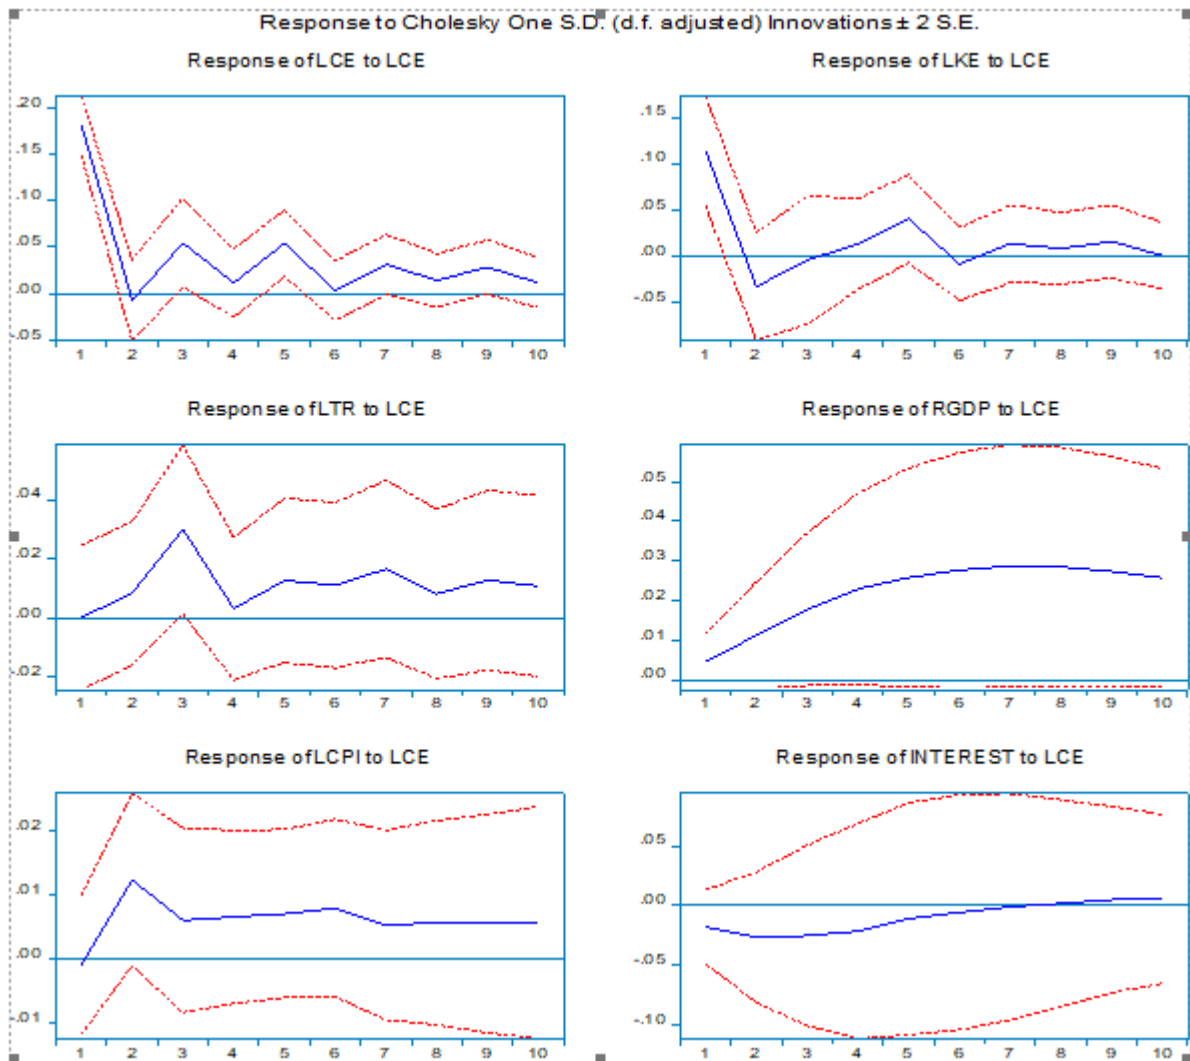 Response to Cholesky One S.D. (d.f. adjusted) Innovations ± 2 S.E.
Response of LCE to LCE
.20
.15
.10
.05
.00
-.05
1 2 3 4 5 6 7 8 9 10
Response of LKE to LCE
.15
.10
.05
.00
-.05
1 2 3 4 5 6 7 8 9 10
Response of LTR to LCE
.04
.02
.00
-.02
1 2 3 4 5 6 7 8 9 10
Response of RGDP to LCE
.05
.04
.03
.02
.01
.00
1 2 3 4 5 6 7 8 9 10
Response of LCPI to LCE
.02
.01
.00
-.01
1 2 3 4 5 6 7 8 9 10
Response of INTEREST to LCE
.05
.00
-.05
-.10
1 2 3 4 5 6 7 8 9 10